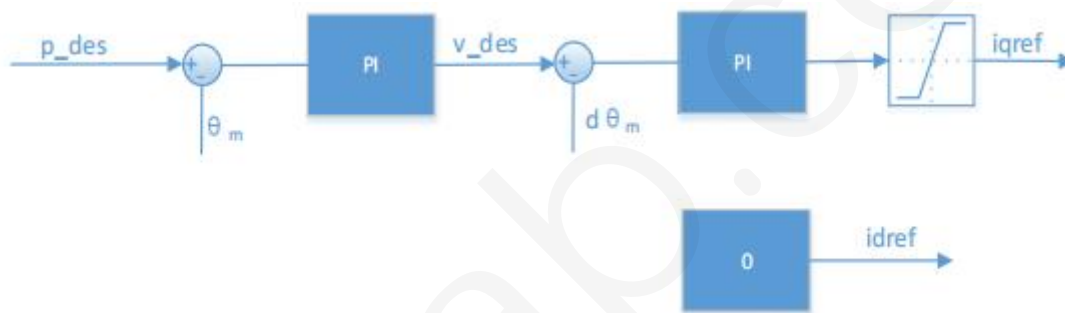 p_des
+
-
θ m
PI
v_des
+
-
d θ m
PI
iqref
0
idref